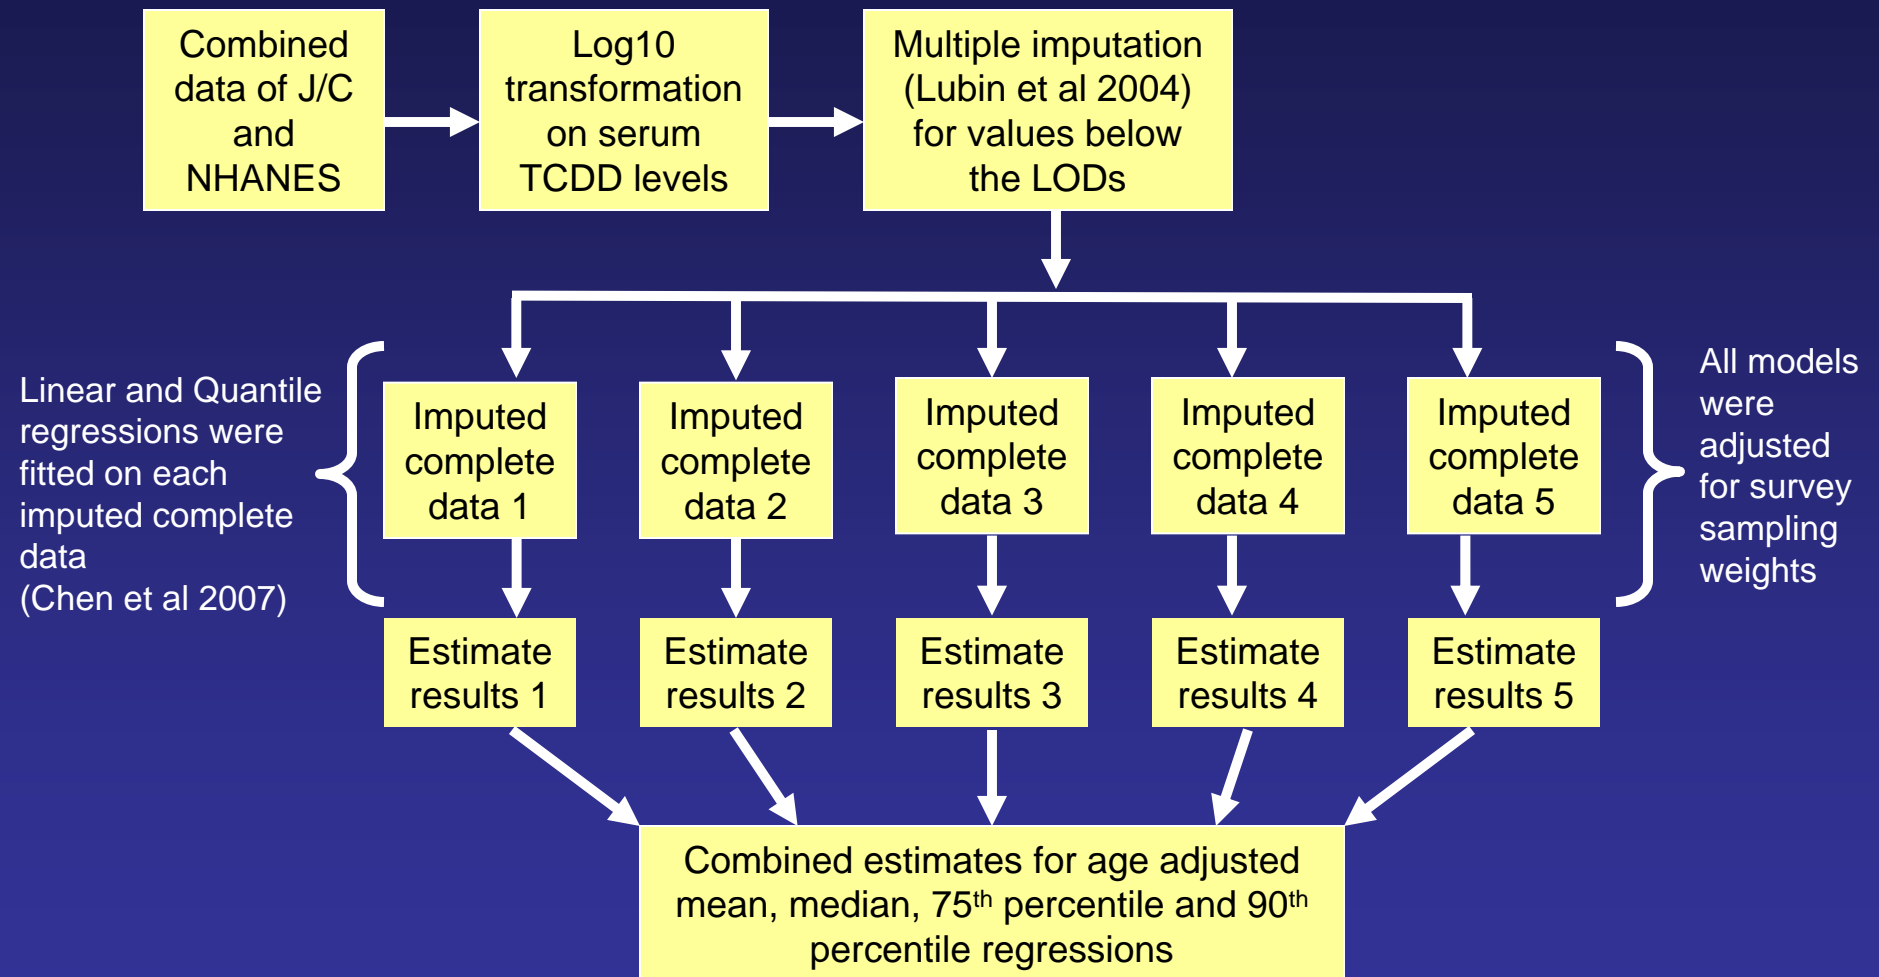 Combined
data of J/C
and
NHANES
Log10
transformation
on serum
TCDD levels
Multiple imputation
(Lubin et al 2004)
for values below
the LODs
Linear and Quantile
regressions were
fitted on each
imputed complete
data
(Chen et al 2007)
Imputed
complete
data 1
Imputed
complete
data 2
Imputed
complete
data 3
Imputed
complete
data 4
Imputed
complete
data 5
All models
were
adjusted
for survey
sampling
weights
Estimate
results 1
Estimate
results 2
Estimate
results 3
Estimate
results 4
Estimate
results 5
Combined estimates for age adjusted
mean, median, 75th percentile and 90th
percentile regressions